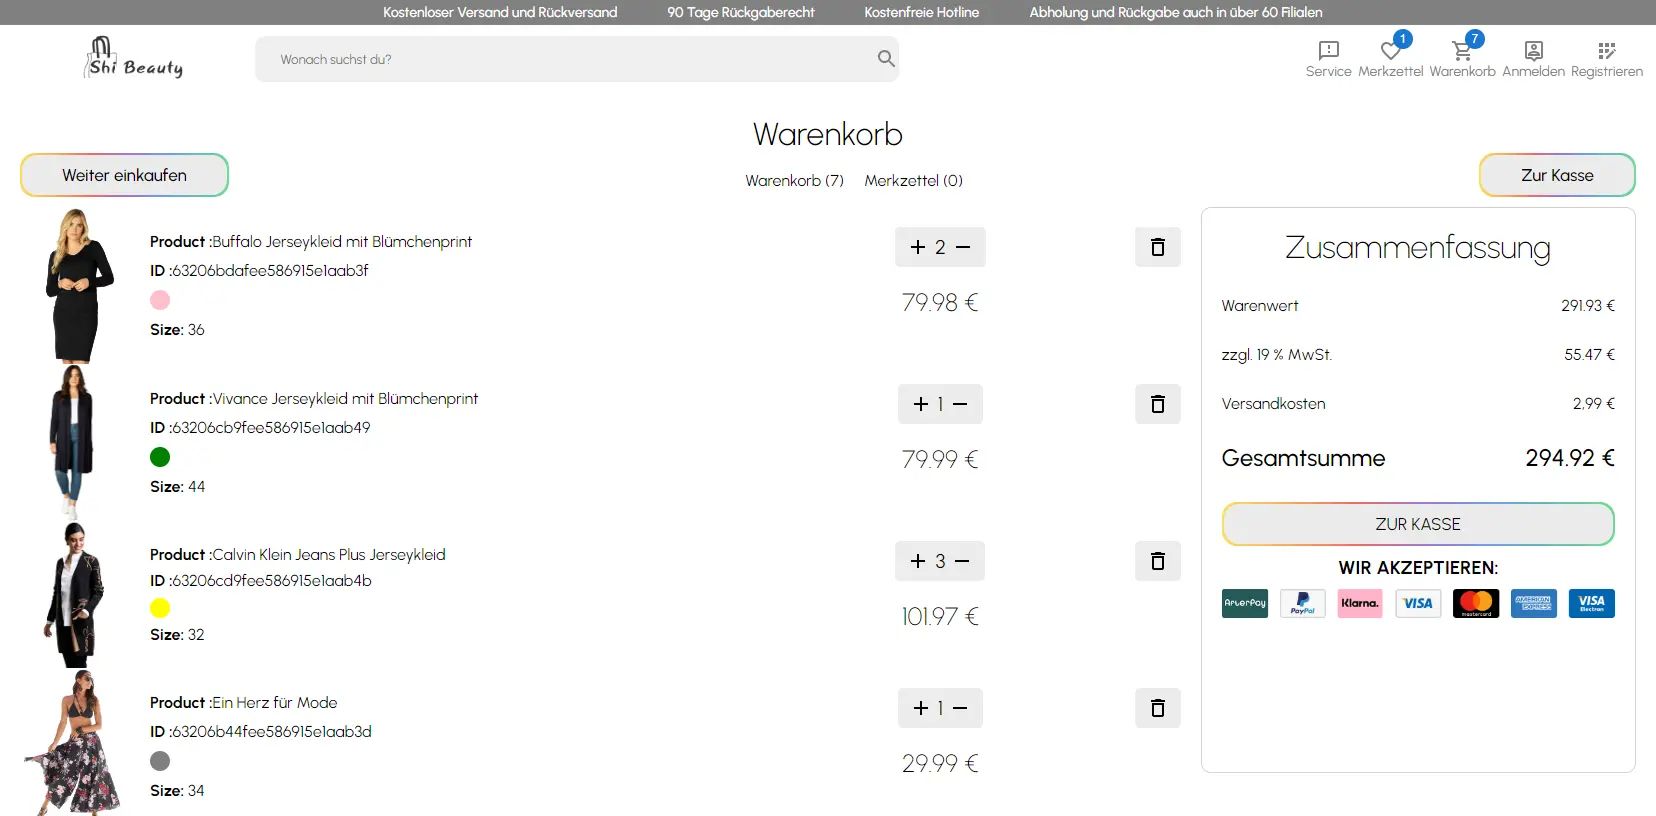 Kostenloser Versand und Rückversand 90 Tage Rückgaberecht Kostenfreie Hotline Abholung und Rückgabe auch in über 60 Filialen
Shi Beauty
Wonach suchst du?
1
7
Service Merkzettel Warenkorb Anmelden Registrieren
Warenkorb
Weiter einkaufen
Warenkorb (7) Merkzettel (0)
Zur Kasse
Product :Buffalo Jerseykleid mit Blümchenprint
ID :63206bdafee586915e1aab3f
Size: 36
+ 2 −
79.98 €
Product :Vivance Jerseykleid mit Blümchenprint
ID :63206cb9fee586915e1aab49
Size: 44
+ 1 −
79.99 €
Product :Calvin Klein Jeans Plus Jerseykleid
ID :63206cd9fee586915e1aab4b
Size: 32
+ 3 −
101.97 €
Product :Ein Herz für Mode
ID :63206b44fee586915e1aab3d
Size: 34
+ 1 −
29.99 €
Zusammenfassung
Warenwert 291.93 €
zzgl. 19 % MwSt. 55.47 €
Versandkosten 2,99 €
Gesamtsumme 294.92 €
ZUR KASSE
WIR AKZEPTIEREN:
AfterPay PayPal Klarna. VISA mastercard AMERICAN EXPRESS VISA Electron